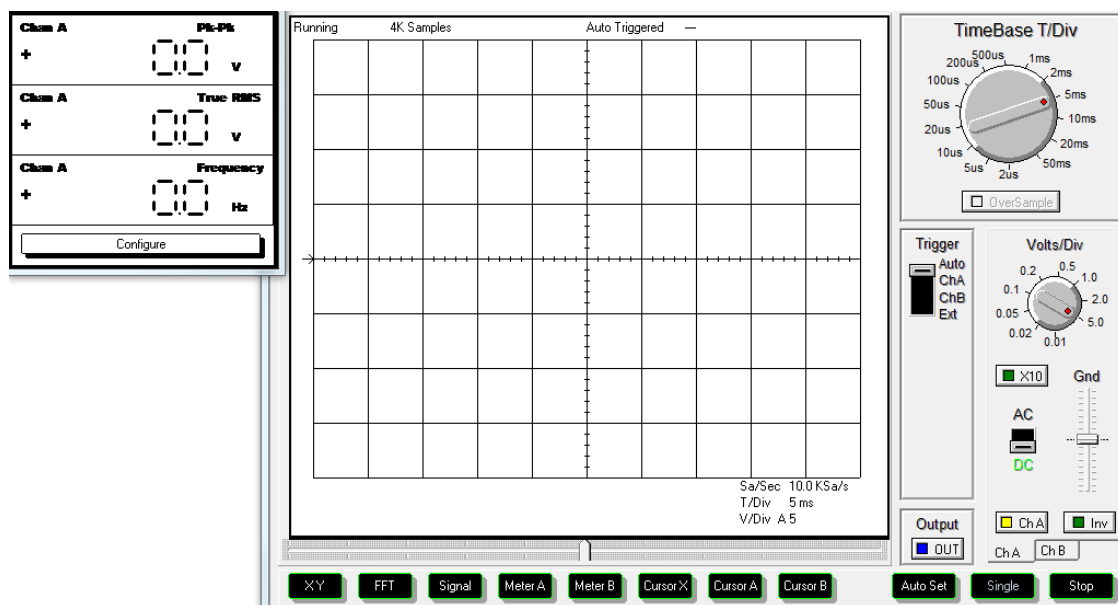 Chan A Pk-Pk
+ 0.0 V
Chan A True RMS
+ 0.0 V
Chan A Frequency
+ 0.0 Hz
Configure
Running 4K Samples Auto Triggered —
Sa/Sec 10.0 KSa/s
T/Div 5 ms
V/Div A 5
TimeBase T/Div
500us 1ms
200us 2ms
100us 5ms
50us 10ms
20us 20ms
10us 50ms
5us 2us
OverSample
Trigger
Auto
ChA
ChB
Ext
Volts/Div
0.2 0.5 1.0
0.1 2.0
0.05 5.0
0.02 0.01
X10 Gnd
AC
DC
Output
OUT
Ch A Inv
Ch A Ch B
X Y FFT Signal Meter A Meter B Cursor X Cursor A Cursor B Auto Set Single Stop